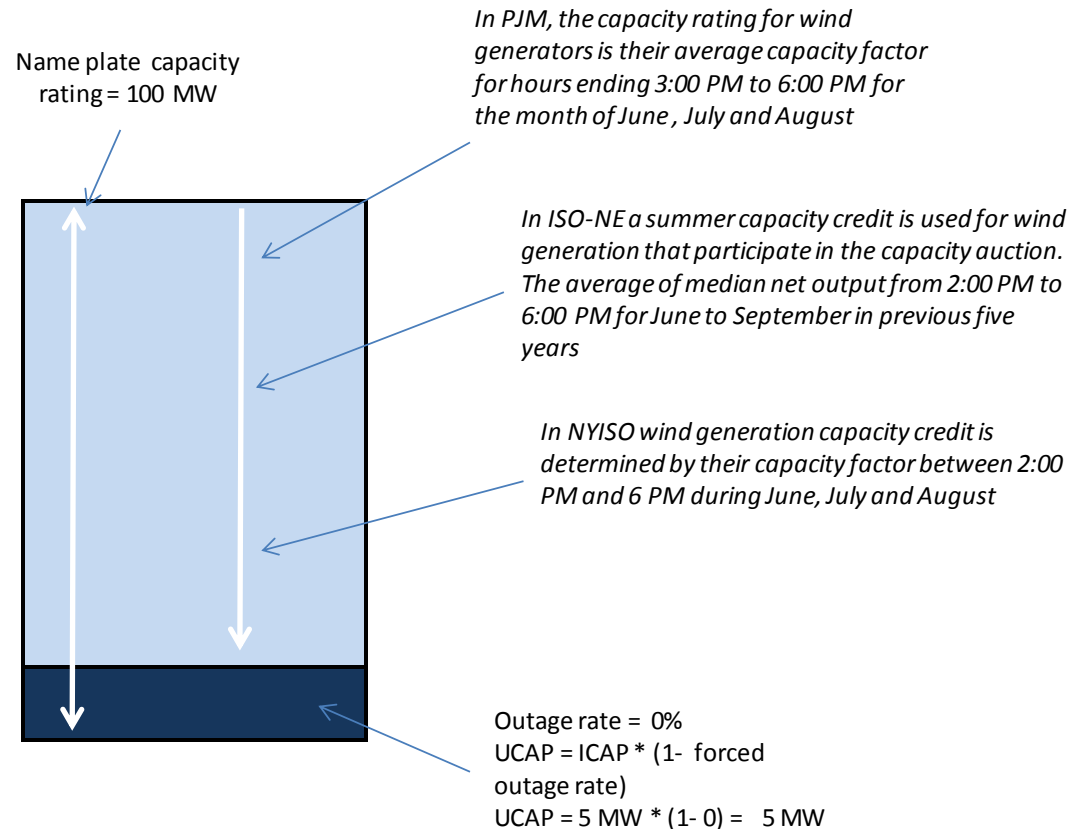 In PJM, the capacity rating for wind
generators is their average capacity factor
for hours ending 3:00 PM to 6:00 PM for
the month of June , July and August
Name plate capacity
rating = 100 MW
In ISO-NE a summer capacity credit is used for wind
generation that participate in the capacity auction.
The average of median net output from 2:00 PM to
6:00 PM for June to September in previous five
years
In NYISO wind generation capacity credit is
determined by their capacity factor between 2:00
PM and 6 PM during June, July and August
Outage rate = 0%
UCAP = ICAP * (1- forced
outage rate)
UCAP = 5 MW * (1- 0) = 5 MW